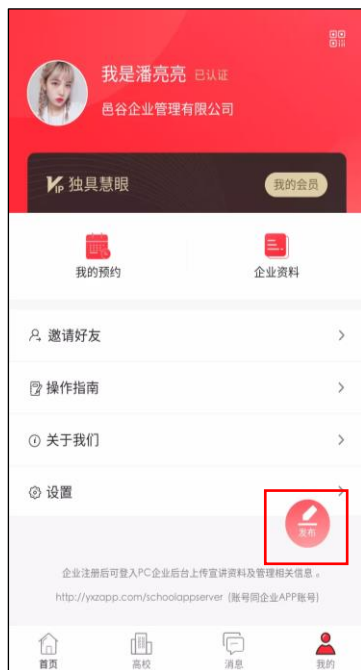 我是潘亮亮 已认证
邑谷企业管理有限公司
VIP 独具慧眼 我的会员
我的预约 企业资料
邀请好友
操作指南
关于我们
设置
发布
企业注册后可登入PC企业后台上传宣讲资料及管理相关信息 。
http://yxzapp.com/schoolappserver (账号同企业APP账号)
首页 高校 消息 我的